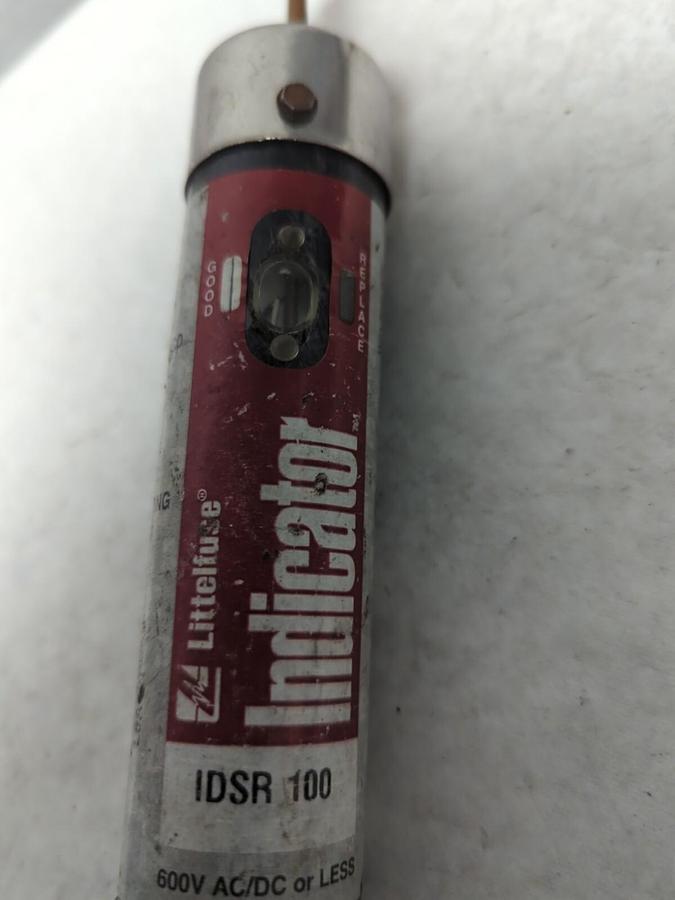 GOOD
REPLACE
Littelfuse®
Indicator™
IDSR 100
600V AC/DC or LESS